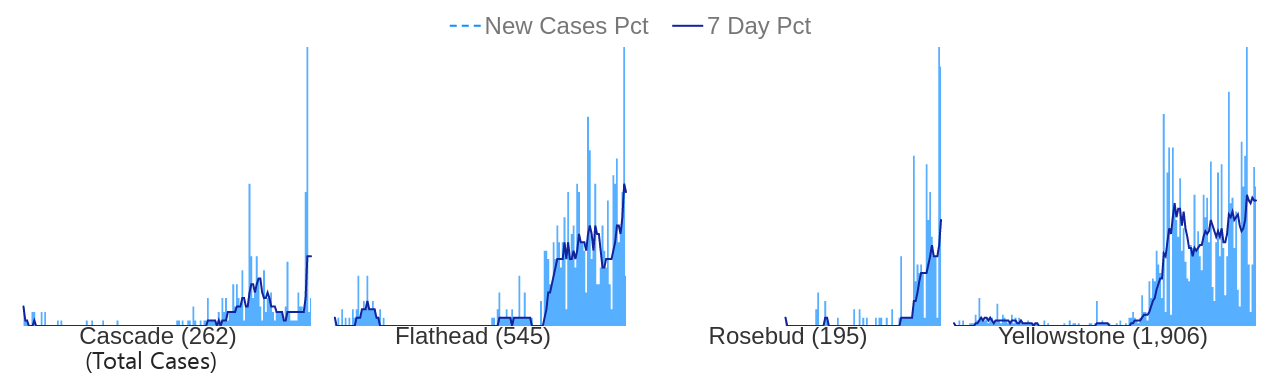 New Cases Pct 7 Day Pct
Cascade (262) Flathead (545) Rosebud (195) Yellowstone (1,906)
(Total Cases)